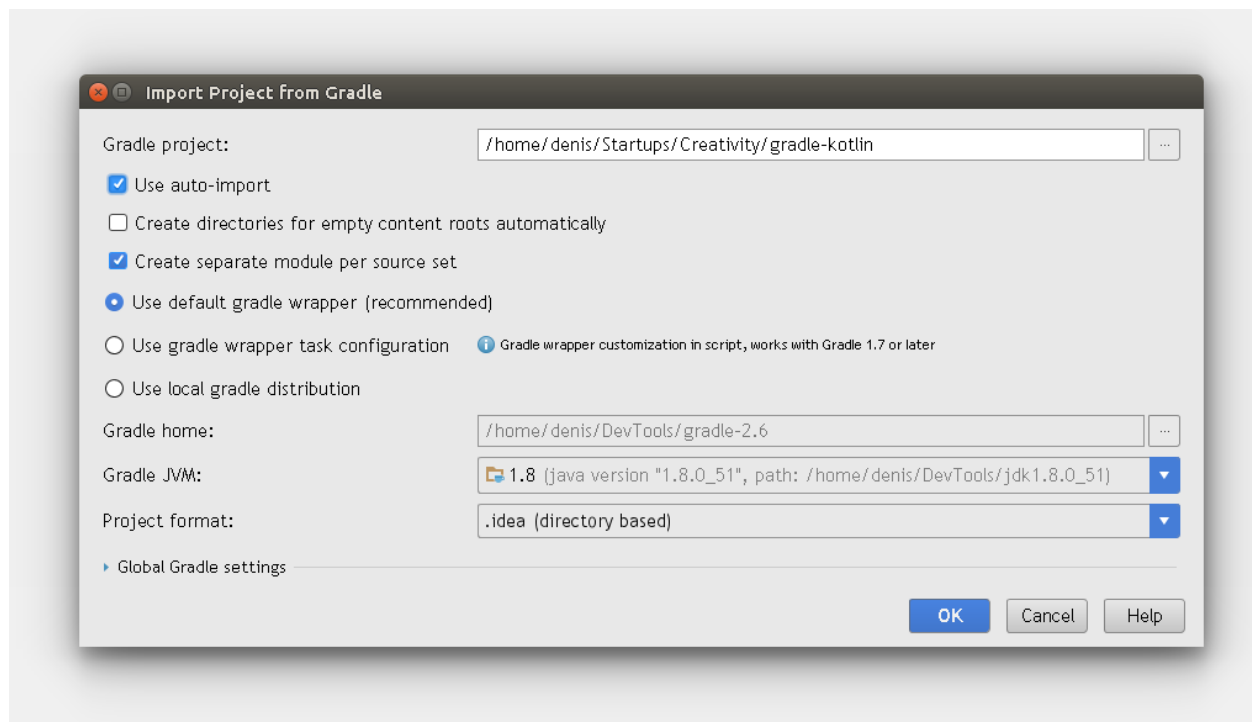 Import Project from Gradle
Gradle project: /home/denis/Startups/Creativity/gradle-kotlin ...
Use auto-import
Create directories for empty content roots automatically
Create separate module per source set
Use default gradle wrapper (recommended)
Use gradle wrapper task configuration Gradle wrapper customization in script, works with Gradle 1.7 or later
Use local gradle distribution
Gradle home: /home/denis/DevTools/gradle-2.6 ...
Gradle JVM: 1.8 (java version "1.8.0_51", path: /home/denis/DevTools/jdk1.8.0_51)
Project format: .idea (directory based)
Global Gradle settings
OK Cancel Help